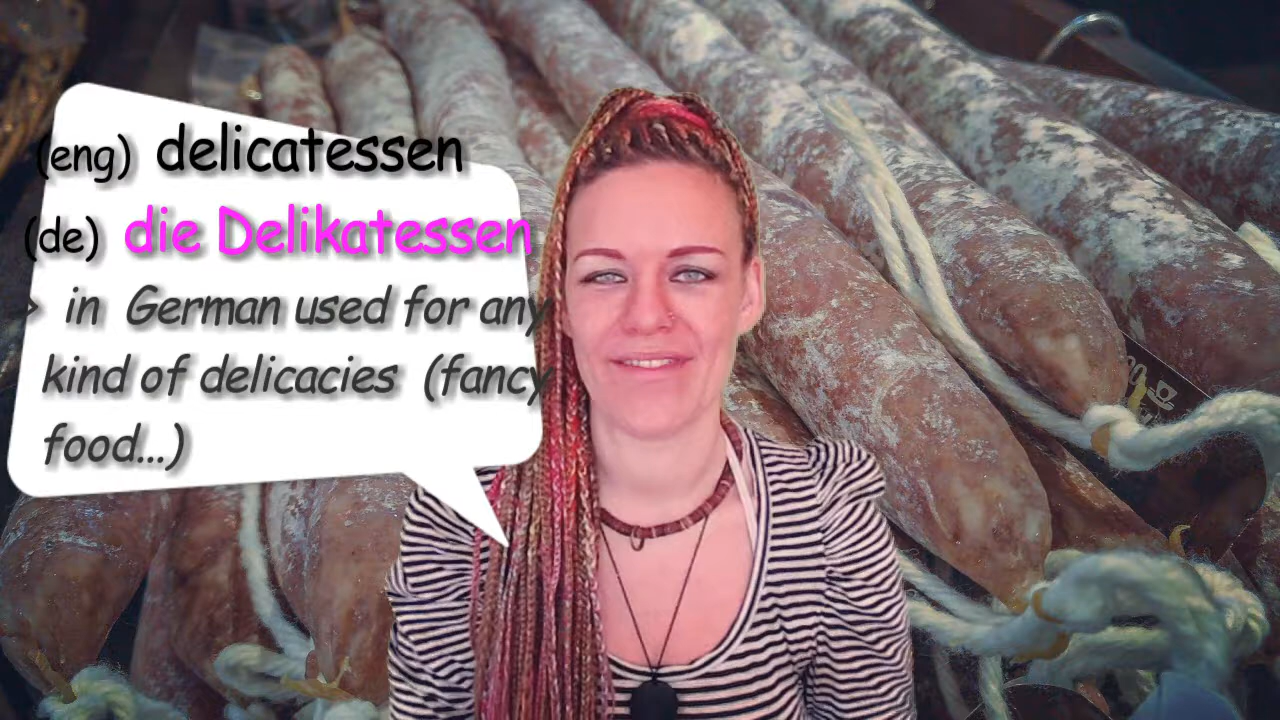 (eng) delicatessen
(de) die Delikatessen
> in German used for any
kind of delicacies (fancy
food...)